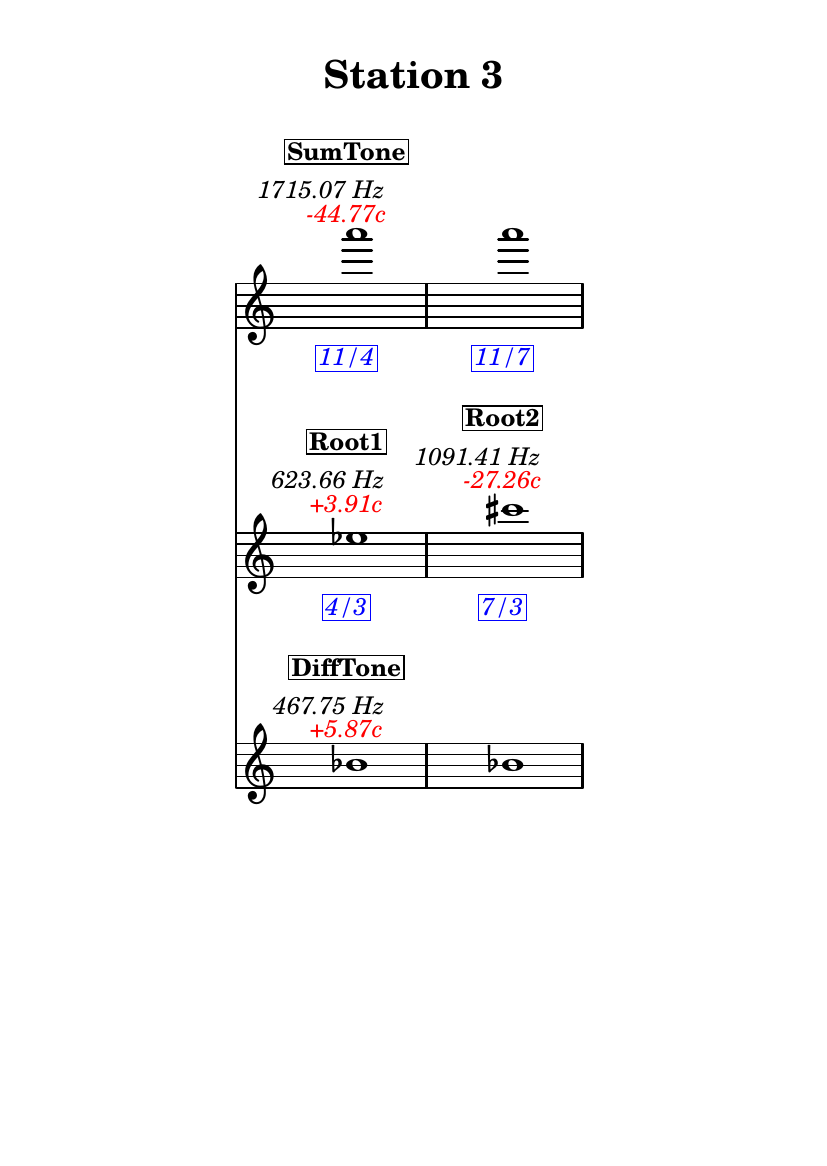 Station 3
SumTone
1715.07 Hz
-44.77c
11/4 11/7
Root1 Root2
623.66 Hz 1091.41 Hz
+3.91c -27.26c
4/3 7/3
DiffTone
467.75 Hz
+5.87c